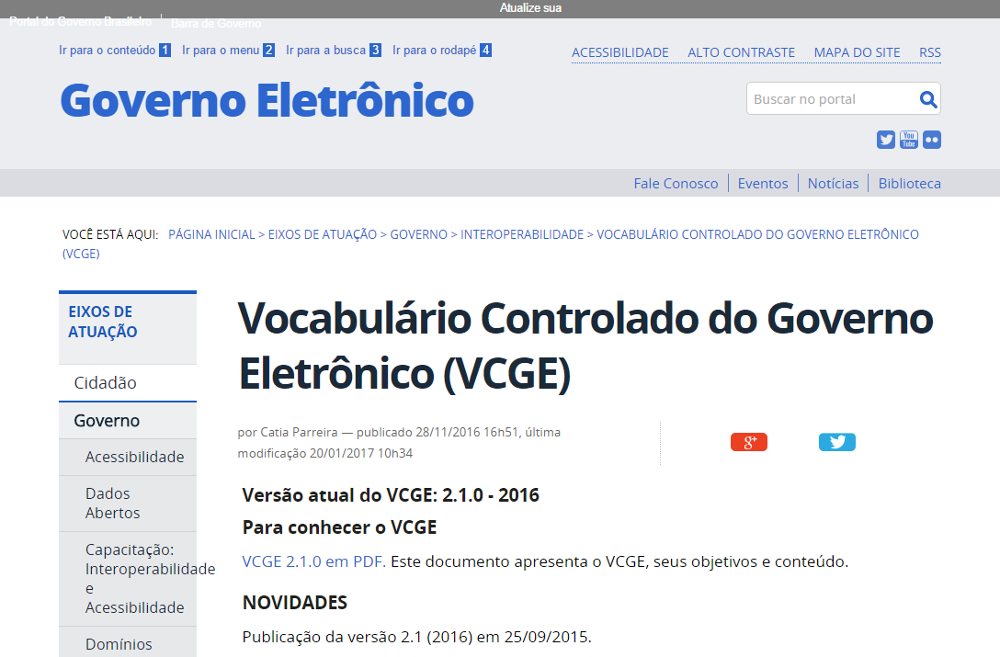 Atualize sua
Portal do Governo Brasileiro
Barra de Governo
Ir para o conteúdo 1 Ir para o menu 2 Ir para a busca 3 Ir para o rodapé 4
ACESSIBILIDADE ALTO CONTRASTE MAPA DO SITE RSS
Governo Eletrônico
Buscar no portal
You Tube
Fale Conosco Eventos Notícias Biblioteca
VOCÊ ESTÁ AQUI: PÁGINA INICIAL > EIXOS DE ATUAÇÃO > GOVERNO > INTEROPERABILIDADE > VOCABULÁRIO CONTROLADO DO GOVERNO ELETRÔNICO
(VCGE)
EIXOS DE
ATUAÇÃO
Cidadão
Governo
Acessibilidade
Dados
Abertos
Capacitação:
Interoperabilidade
e
Acessibilidade
Domínios
Vocabulário Controlado do Governo
Eletrônico (VCGE)
por Catia Parreira — publicado 28/11/2016 16h51, última
modificação 20/01/2017 10h34
g+
Versão atual do VCGE: 2.1.0 - 2016
Para conhecer o VCGE
VCGE 2.1.0 em PDF. Este documento apresenta o VCGE, seus objetivos e conteúdo.
NOVIDADES
Publicação da versão 2.1 (2016) em 25/09/2015.